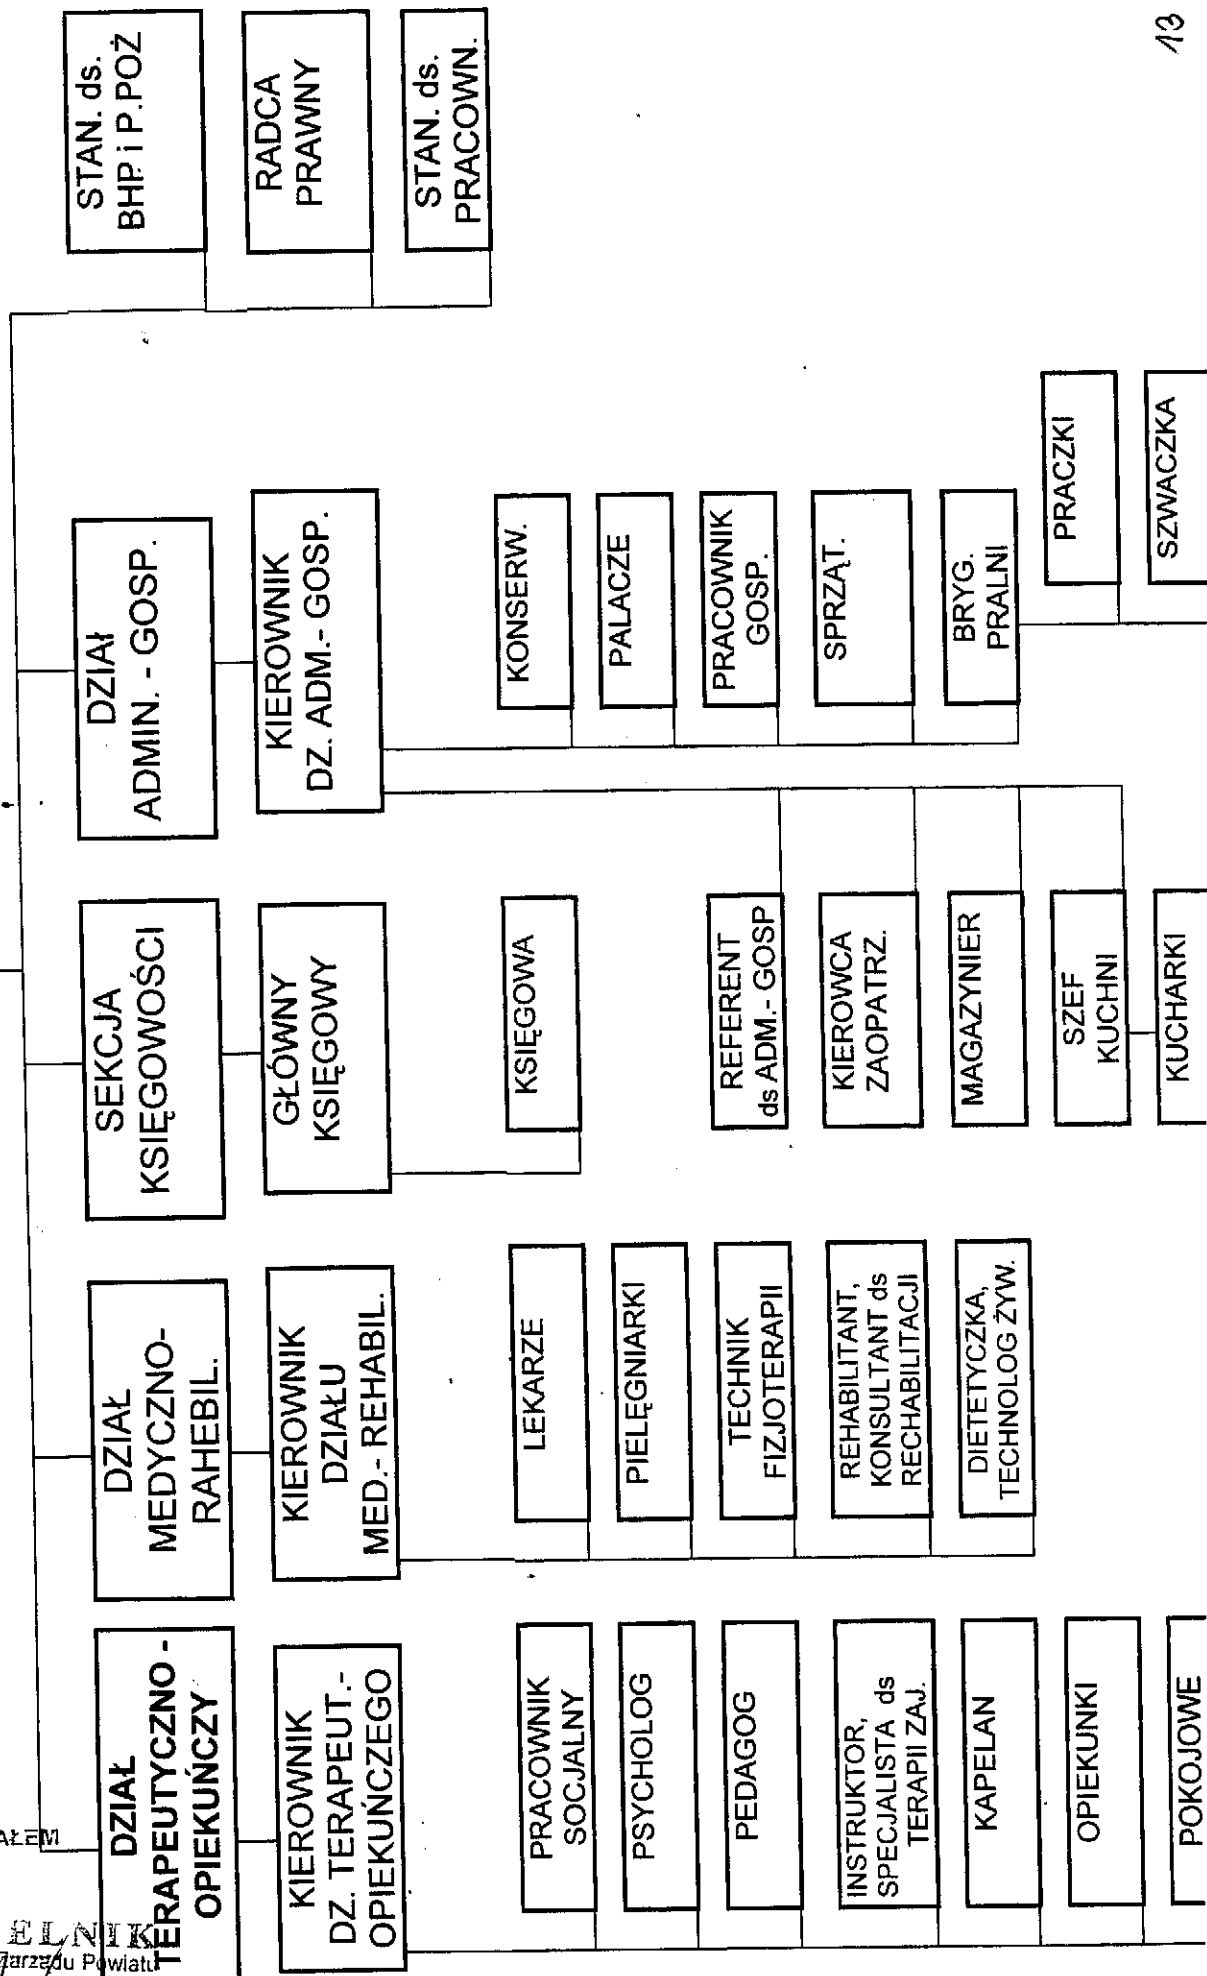 DZIAŁ
TERAPEUTYCZNO -
OPIEKUŃCZY
KIEROWNIK
DZ. TERAPEUT.-
OPIEKUŃCZEGO
PRACOWNIK
SOCJALNY
PSYCHOLOG
PEDAGOG
INSTRUKTOR,
SPECJALISTA ds
TERAPII ZAJ.
KAPELAN
OPIEKUNKI
POKOJOWE
DZIAŁ
MEDYCZNO-
RAHEBIL.
KIEROWNIK
DZIAŁU
MED.- REHABIL.
LEKARZE
PIELĘGNIARKI
TECHNIK
FIZJOTERAPII
REHABILITANT,
KONSULTANT ds
RECHABILITACJI
DIETETYCZKA,
TECHNOLOG ŻYW.
SEKCJA
KSIĘGOWOŚCI
GŁÓWNY
KSIĘGOWY
KSIĘGOWA
DZIAŁ
ADMIN. - GOSP.
KIEROWNIK
DZ. ADM.- GOSP.
REFERENT
ds ADM.- GOSP
KIEROWCA
ZAOPATRZ.
MAGAZYNIER
SZEF
KUCHNI
KUCHARKI
KONSERW.
PALACZE
PRACOWNIK
GOSP.
SPRZĄT.
BRYG.
PRALNI
PRACZKI
SZWACZKA
STAN. ds.
BHP. i P.POŻ
RADCA
PRAWNY
STAN. ds.
PRACOWN.
13
AŁEM
ELNIK
Zarządu Powiatu